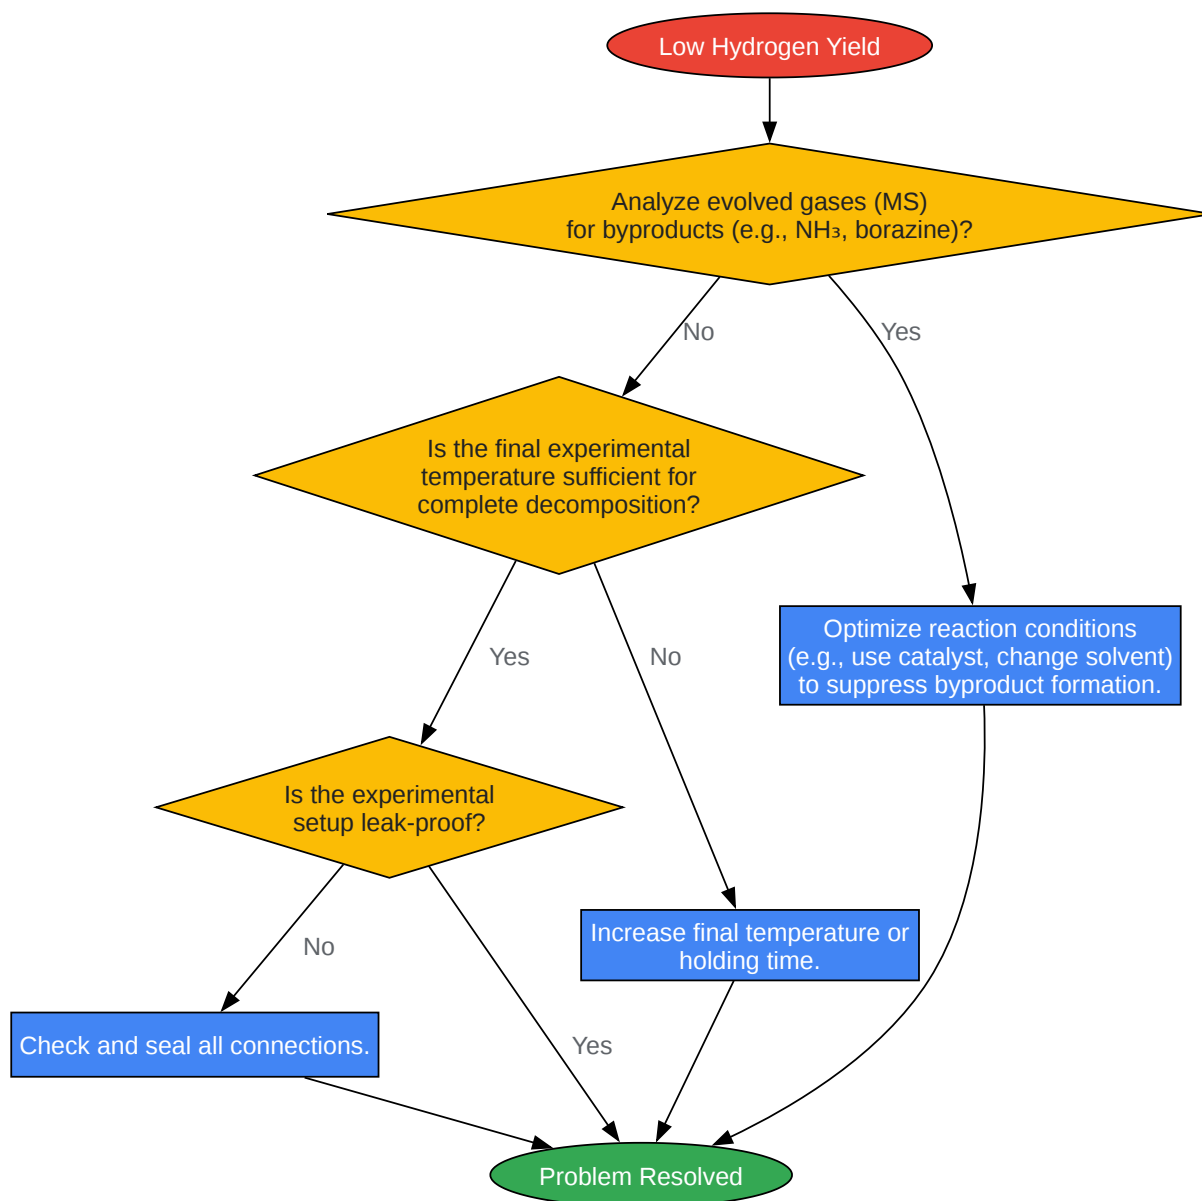 Low Hydrogen Yield
Analyze evolved gases (MS)
for byproducts (e.g., NH₃, borazine)?
No
Yes
Is the final experimental
temperature sufficient for
complete decomposition?
Yes
No
Optimize reaction conditions
(e.g., use catalyst, change solvent)
to suppress byproduct formation.
Is the experimental
setup leak-proof?
No
Yes
Increase final temperature or
holding time.
Check and seal all connections.
Problem Resolved